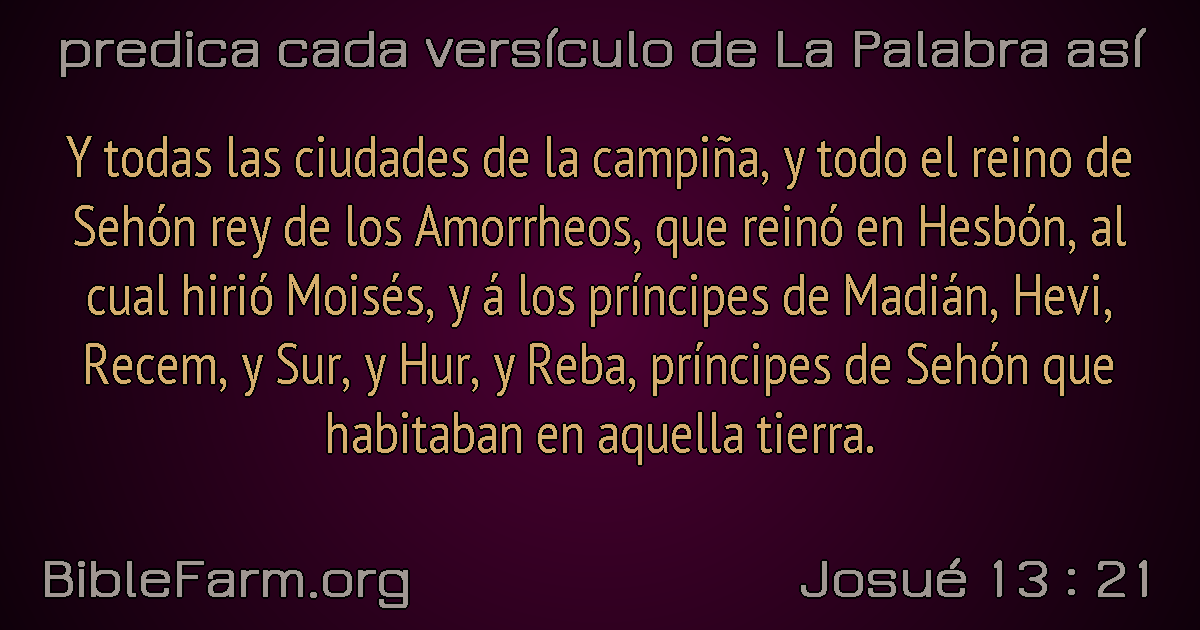 predica cada versículo de La Palabra así
Y todas las ciudades de la campiña, y todo el reino de
Sehón rey de los Amorrheos, que reinó en Hesbón, al
cual hirió Moisés, y á los príncipes de Madián, Hevi,
Recem, y Sur, y Hur, y Reba, príncipes de Sehón que
habitaban en aquella tierra.
BibleFarm.org
Josué 13 : 21